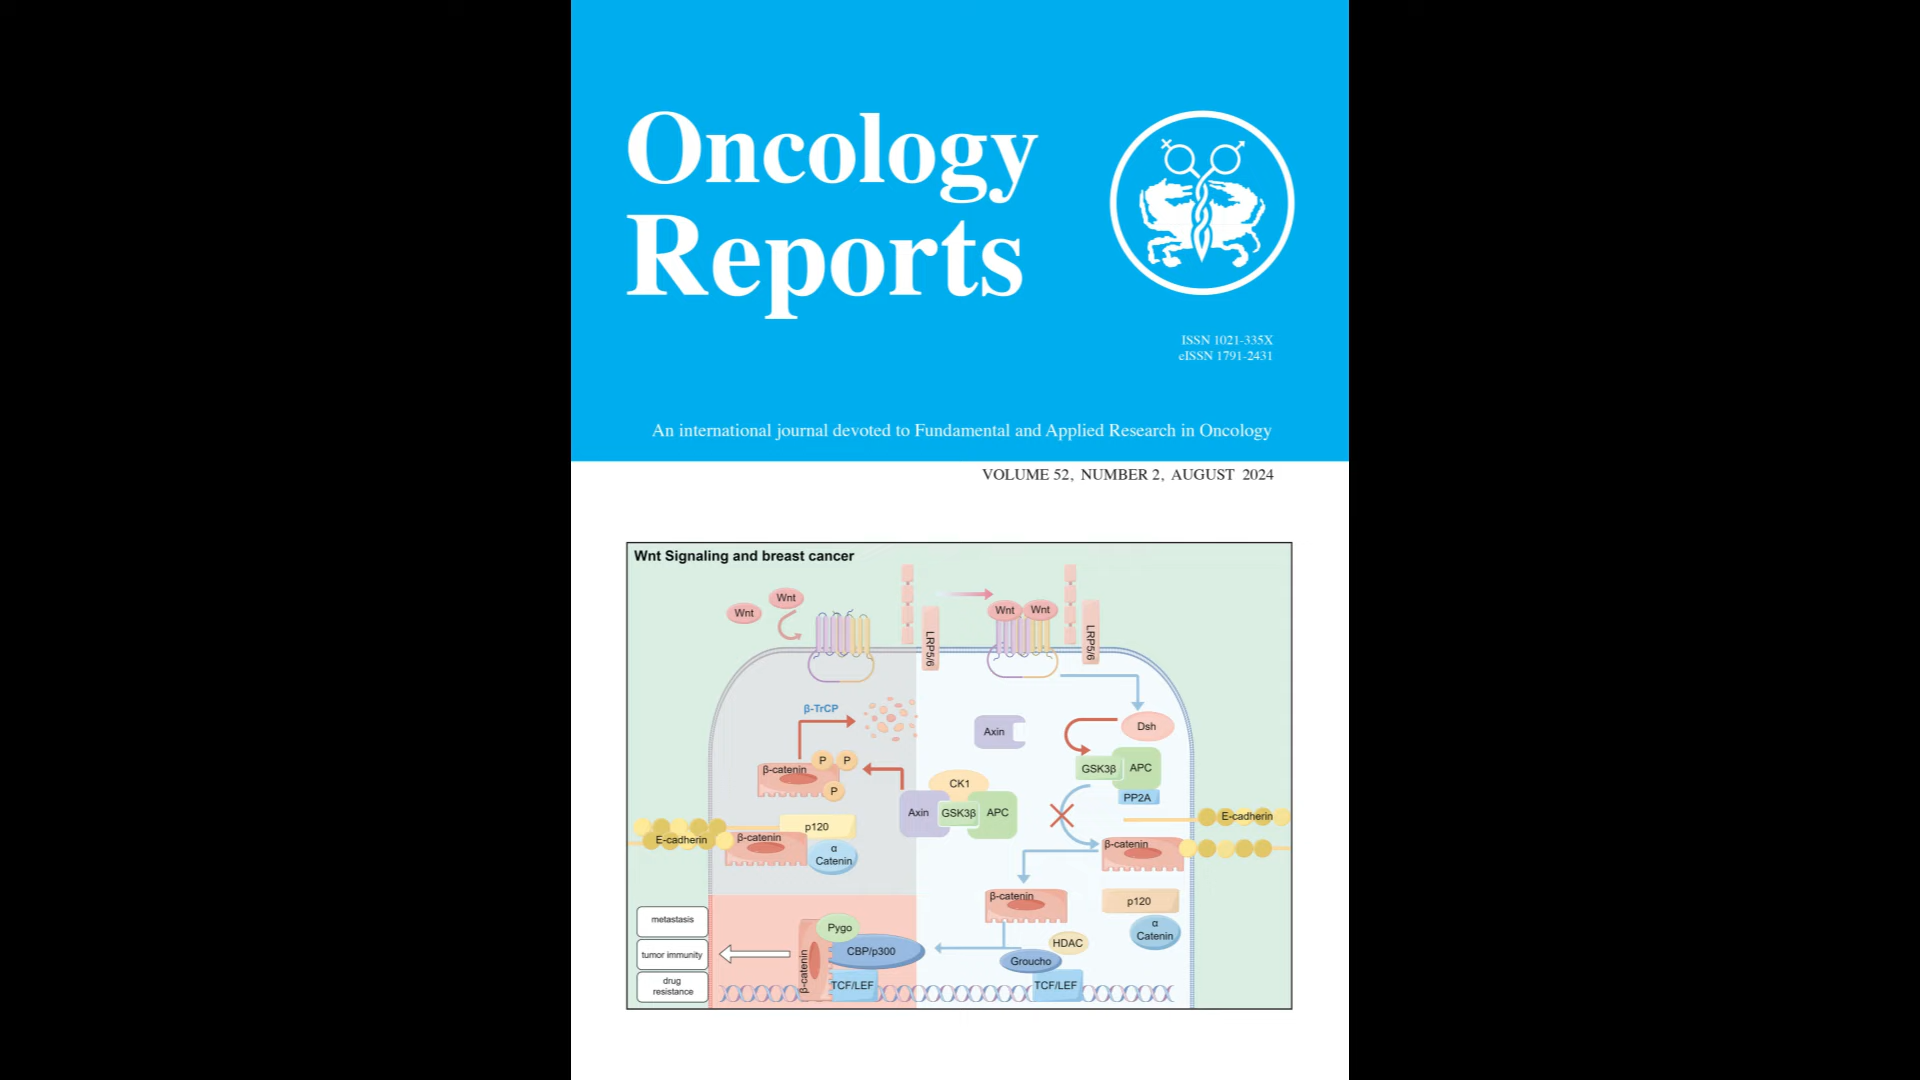 Oncology
Reports
ISSN 1021-335X
eISSN 1791-2431
An international journal devoted to Fundamental and Applied Research in Oncology
VOLUME 52, NUMBER 2, AUGUST 2024
Wnt Signaling and breast cancer
Wnt
Wnt
LRP5/6
Wnt
Wnt
LRP5/6
β-TrCP
Axin
Dsh
β-catenin
P
P
P
CK1
Axin
GSK3β
APC
GSK3β
APC
PP2A
E-cadherin
β-catenin
p120
α
Catenin
E-cadherin
β-catenin
β-catenin
p120
α
Catenin
metastasis
tumor immunity
drug
resistance
β-catenin
Pygo
CBP/p300
TCF/LEF
HDAC
Groucho
TCF/LEF